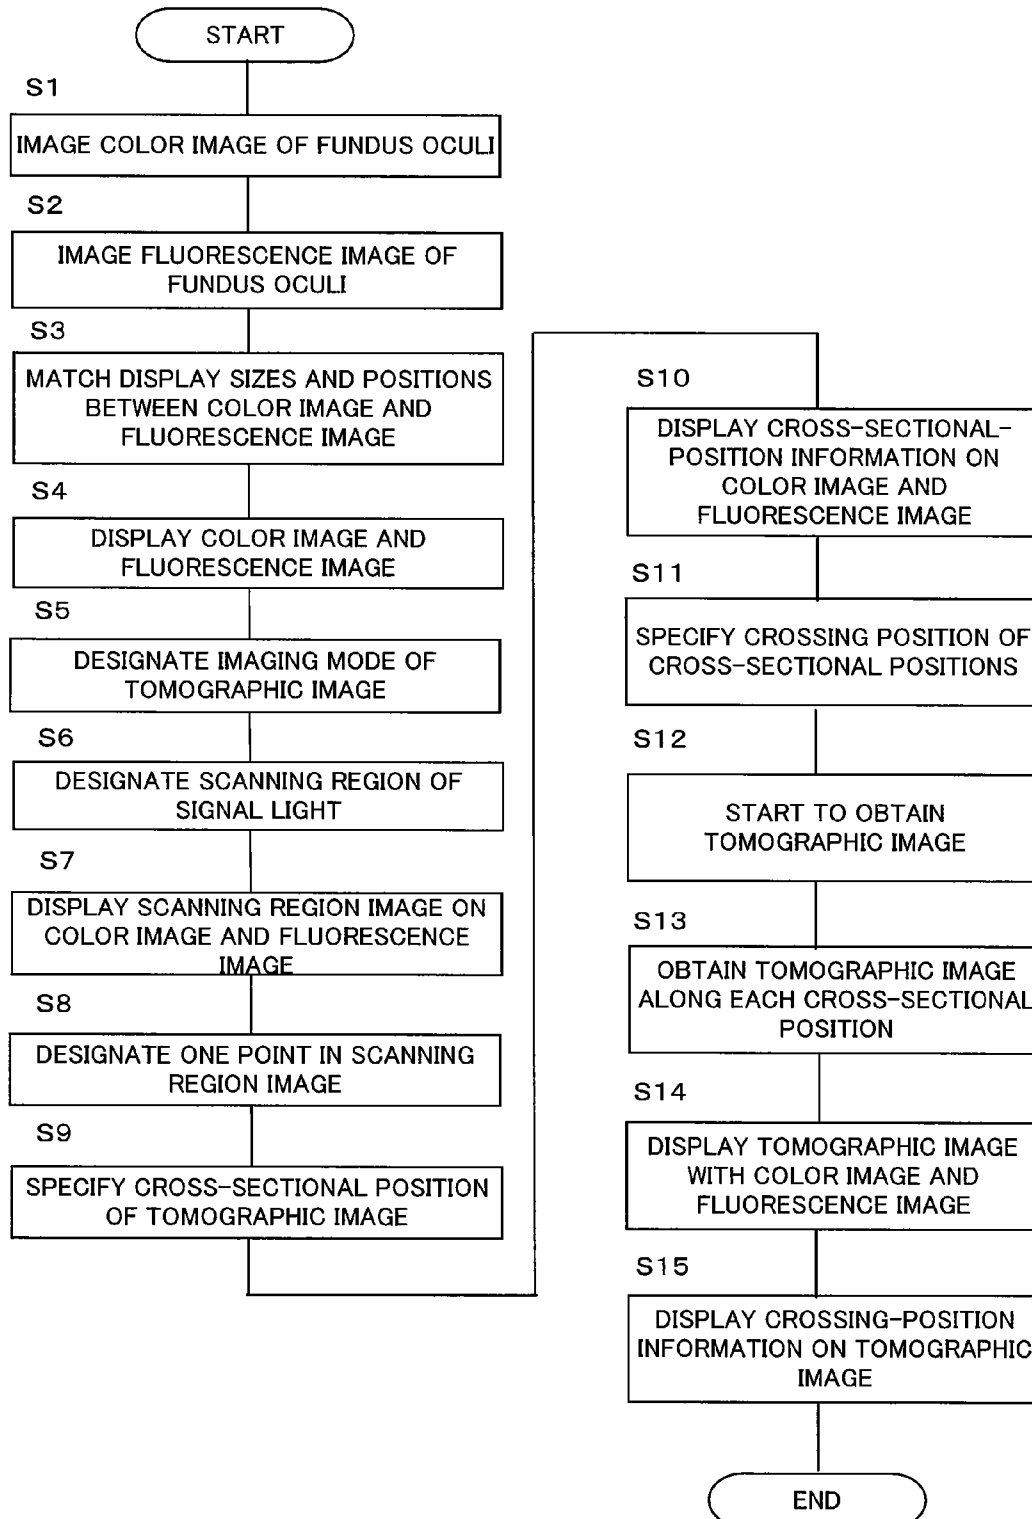 START
S1
IMAGE COLOR IMAGE OF FUNDUS OCULI
S2
IMAGE FLUORESCENCE IMAGE OF
FUNDUS OCULI
S3
MATCH DISPLAY SIZES AND POSITIONS
BETWEEN COLOR IMAGE AND
FLUORESCENCE IMAGE
S4
DISPLAY COLOR IMAGE AND
FLUORESCENCE IMAGE
S5
DESIGNATE IMAGING MODE OF
TOMOGRAPHIC IMAGE
S6
DESIGNATE SCANNING REGION OF
SIGNAL LIGHT
S7
DISPLAY SCANNING REGION IMAGE ON
COLOR IMAGE AND FLUORESCENCE
IMAGE
S8
DESIGNATE ONE POINT IN SCANNING
REGION IMAGE
S9
SPECIFY CROSS-SECTIONAL POSITION
OF TOMOGRAPHIC IMAGE
S10
DISPLAY CROSS-SECTIONAL-
POSITION INFORMATION ON
COLOR IMAGE AND
FLUORESCENCE IMAGE
S11
SPECIFY CROSSING POSITION OF
CROSS-SECTIONAL POSITIONS
S12
START TO OBTAIN
TOMOGRAPHIC IMAGE
S13
OBTAIN TOMOGRAPHIC IMAGE
ALONG EACH CROSS-SECTIONAL
POSITION
S14
DISPLAY TOMOGRAPHIC IMAGE
WITH COLOR IMAGE AND
FLUORESCENCE IMAGE
S15
DISPLAY CROSSING-POSITION
INFORMATION ON TOMOGRAPHIC
IMAGE
END